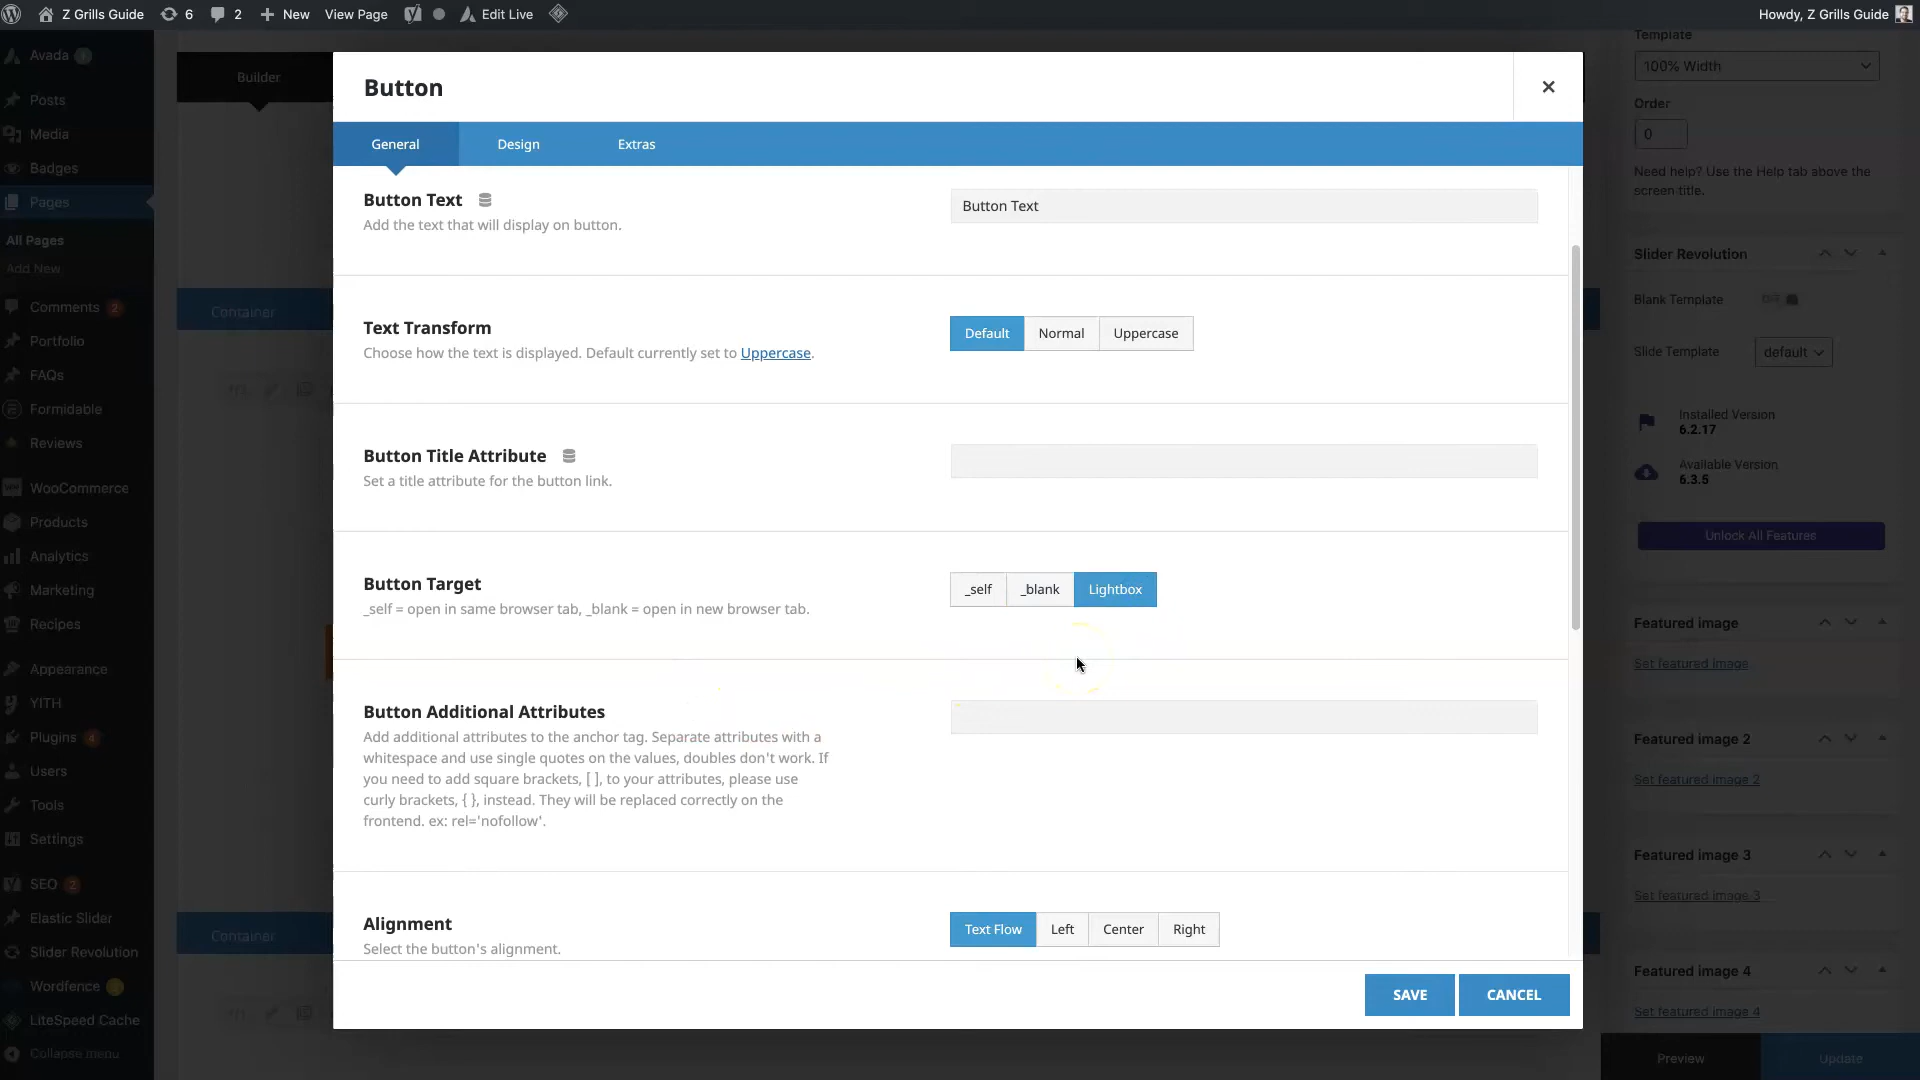 Z Grills Guide
6
2
New
View Page
Edit Live
Howdy, Z Grills Guide
Avada
Posts
Media
Badges
Pages
All Pages
Add New
Comments 2
Portfolio
FAQs
Formidable
Reviews
WooCommerce
Products
Analytics
Marketing
Recipes
Appearance
YITH
Plugins 4
Users
Tools
Settings
SEO 2
Elastic Slider
Slider Revolution
Wordfence
LiteSpeed Cache
Collapse menu
Builder
Container
Container
Button
×
General
Design
Extras
Button Text
Add the text that will display on button.
Button Text
Text Transform
Choose how the text is displayed. Default currently set to Uppercase.
Default
Normal
Uppercase
Button Title Attribute
Set a title attribute for the button link.
Button Target
_self = open in same browser tab, _blank = open in new browser tab.
_self
_blank
Lightbox
Button Additional Attributes
Add additional attributes to the anchor tag. Separate attributes with a
whitespace and use single quotes on the values, doubles don't work. If
you need to add square brackets, [ ], to your attributes, please use
curly brackets, { }, instead. They will be replaced correctly on the
frontend. ex: rel='nofollow'.
Alignment
Select the button's alignment.
Text Flow
Left
Center
Right
SAVE
CANCEL
Template
100% Width
Order
0
Need help? Use the Help tab above the
screen title.
Slider Revolution
Blank Template
OFF
Slide Template
default
Installed Version
6.2.17
Available Version
6.3.5
Unlock All Features
Featured image
Set featured image
Featured image 2
Set featured image 2
Featured image 3
Set featured image 3
Featured image 4
Set featured image 4
Preview
Update